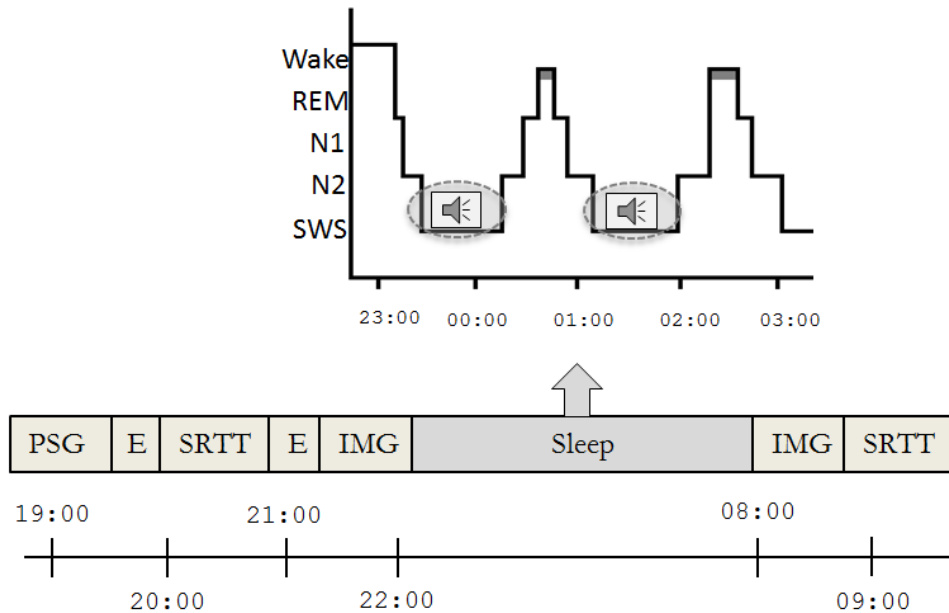 Wake
REM
N1
N2
SWS
23:00 00:00 01:00 02:00 03:00
PSG E SRTT E IMG Sleep IMG SRTT
19:00 21:00 08:00
20:00 22:00 09:00